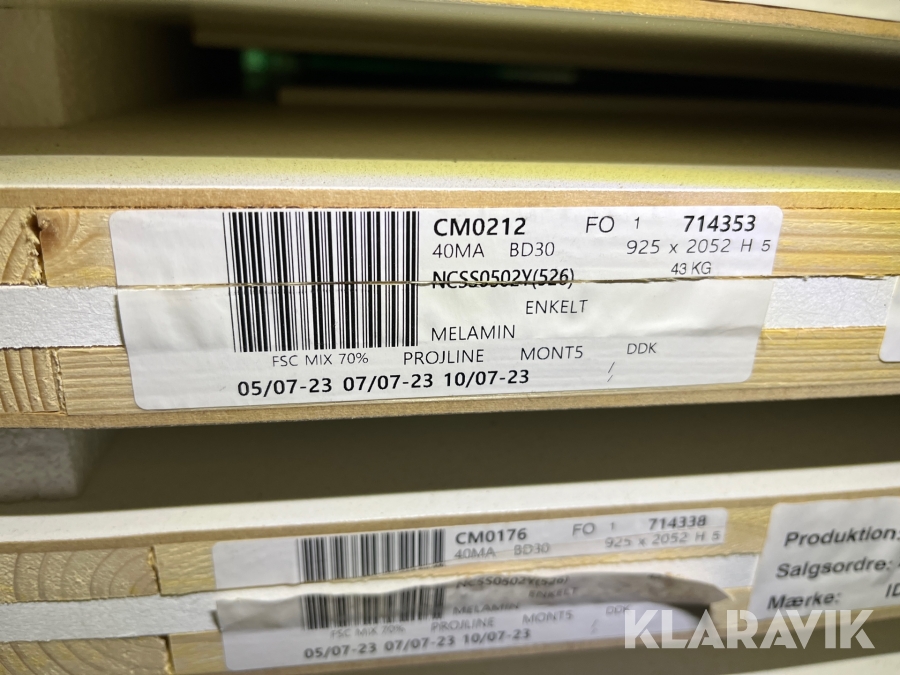 CM0212 FO 1 714353
40MA BD30 925 x 2052 H 5
NCSS0502Y(526) 43 KG
ENKELT
MELAMIN
FSC MIX 70% PROJLINE MONT5 DDK
/
05/07-23 07/07-23 10/07-23 /
CM0176 FO 1 714338
40MA BD30 925 x 2052 H 5
NCSS0502Y(526)
ENKELT
MELAMIN
FSC MIX 70% PROJLINE MONT5 DDK
/
05/07-23 07/07-23 10/07-23
Produktion:
Salgsordre:
Mærke:
KLARAVIK